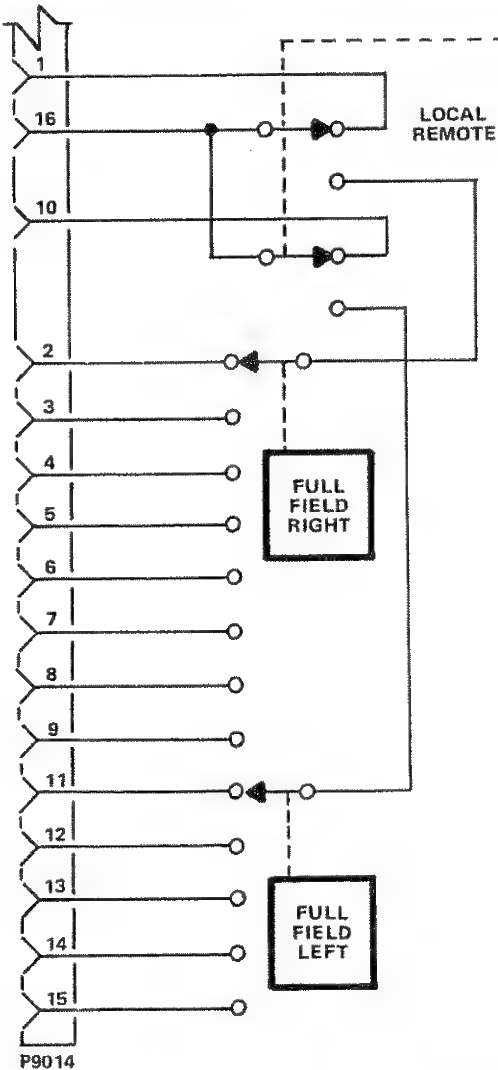 1
16
LOCAL
REMOTE
10
2
3
4
FULL
FIELD
RIGHT
5
6
7
8
9
11
12
13
FULL
FIELD
LEFT
14
15
P9014